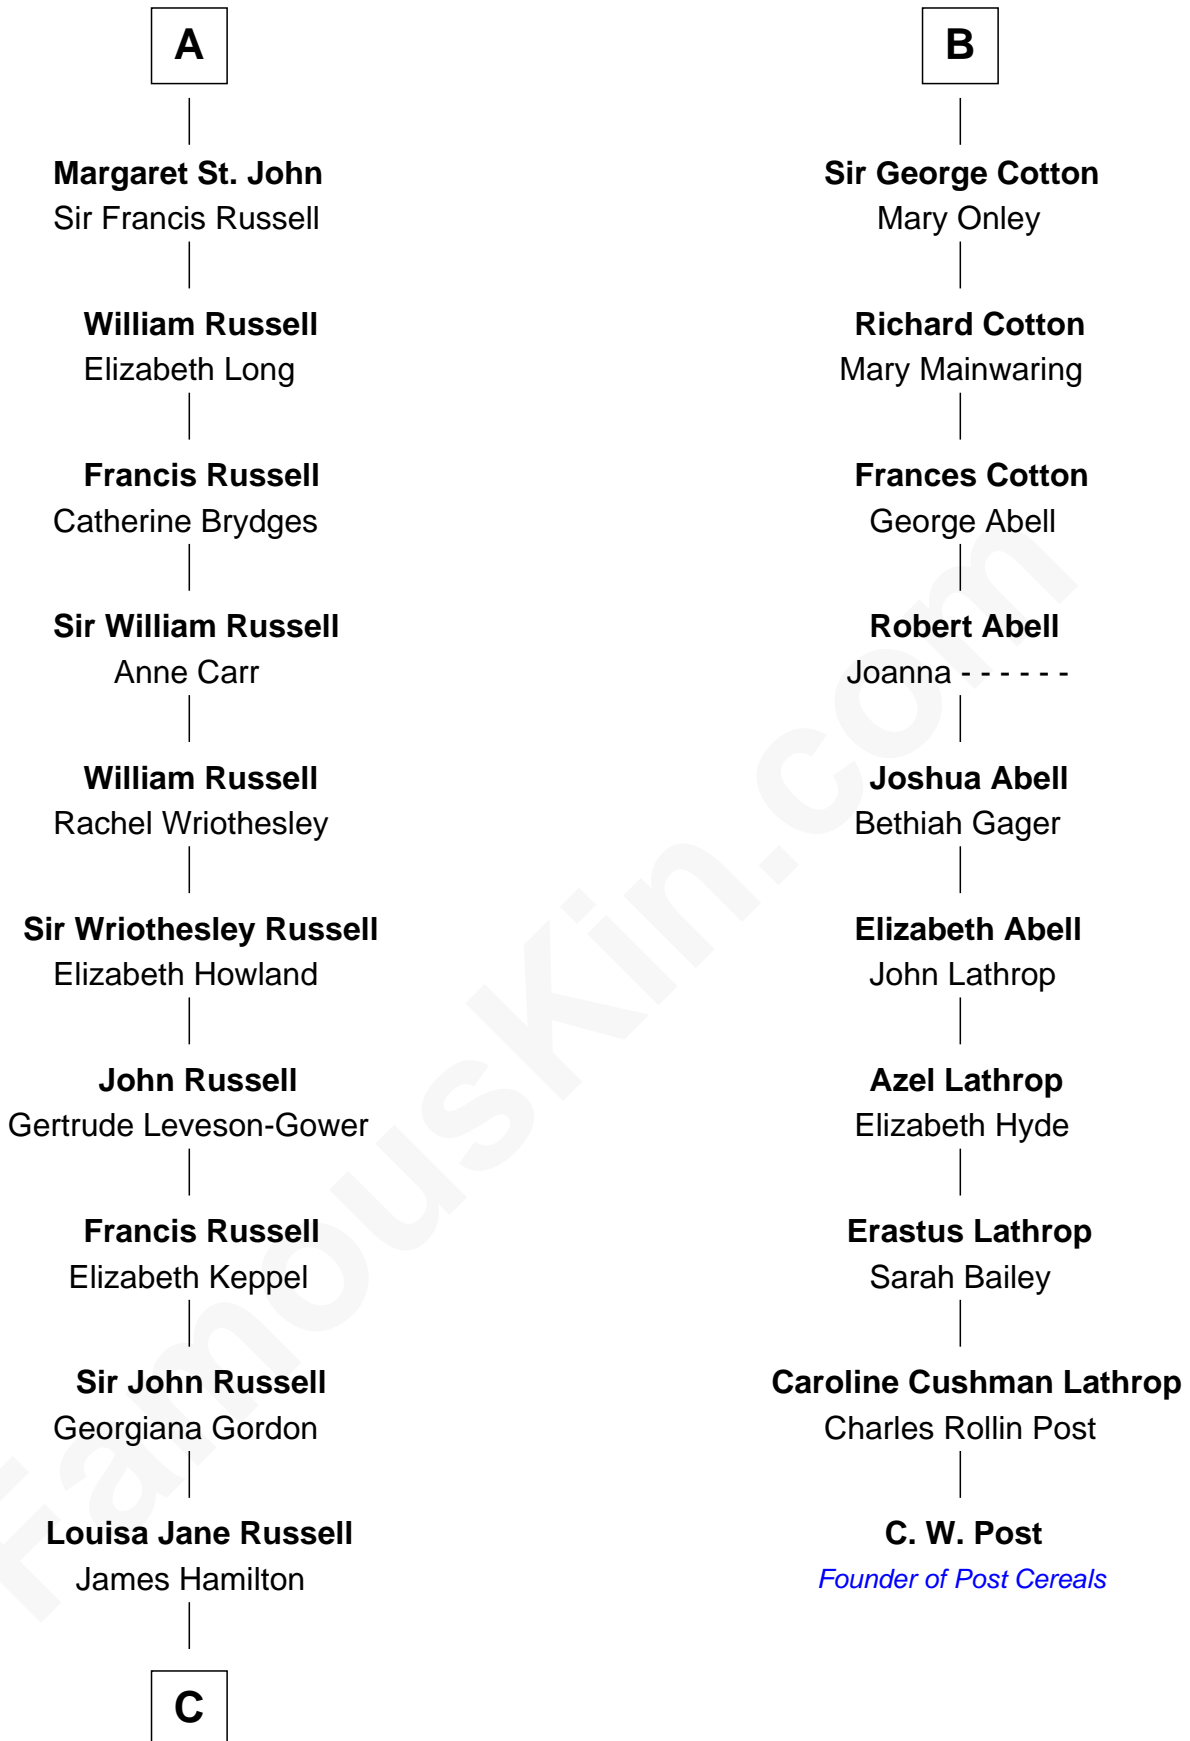 A
Margaret St. John
Sir Francis Russell
William Russell
Elizabeth Long
Francis Russell
Catherine Brydges
Sir William Russell
Anne Carr
William Russell
Rachel Wriothesley
Sir Wriothesley Russell
Elizabeth Howland
John Russell
Gertrude Leveson-Gower
Francis Russell
Elizabeth Keppel
Sir John Russell
Georgiana Gordon
Louisa Jane Russell
James Hamilton
C
B
Sir George Cotton
Mary Onley
Richard Cotton
Mary Mainwaring
Frances Cotton
George Abell
Robert Abell
Joanna - - - - - -
Joshua Abell
Bethiah Gager
Elizabeth Abell
John Lathrop
Azel Lathrop
Elizabeth Hyde
Erastus Lathrop
Sarah Bailey
Caroline Cushman Lathrop
Charles Rollin Post
C. W. Post
Founder of Post Cereals
FamousKin.com